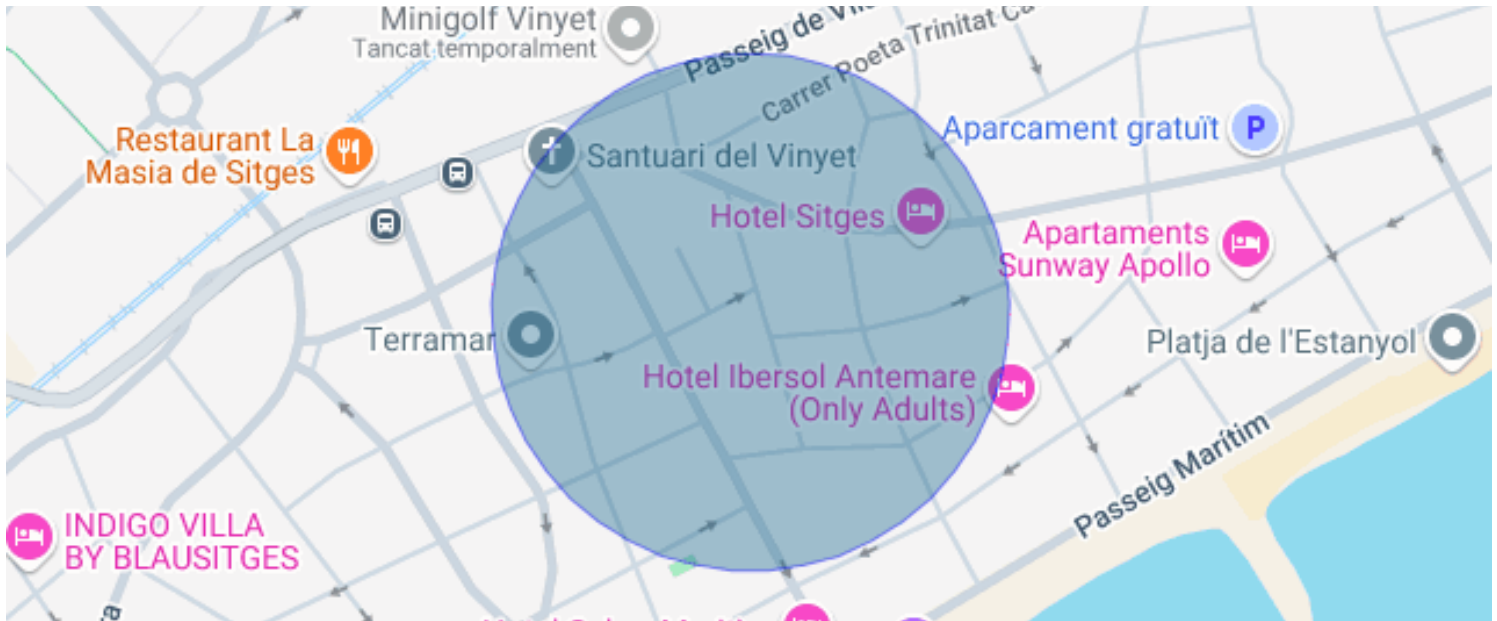 Minigolf Vinyet
Tancat temporalment
Passeig de
Carrer Poeta Trinitat
Restaurant La
Masia de Sitges
Santuari del Vinyet
Aparcament gratuït
P
Hotel Sitges
Apartaments
Sunway Apollo
Terramar
Platja de l'Estanyol
Hotel Ibersol Antemare
(Only Adults)
Passeig Marítim
INDIGO VILLA
BY BLAUSITGES